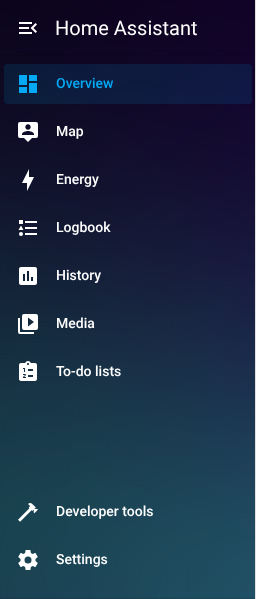 Home Assistant
Overview
Map
Energy
Logbook
History
Media
To-do lists
Developer tools
Settings